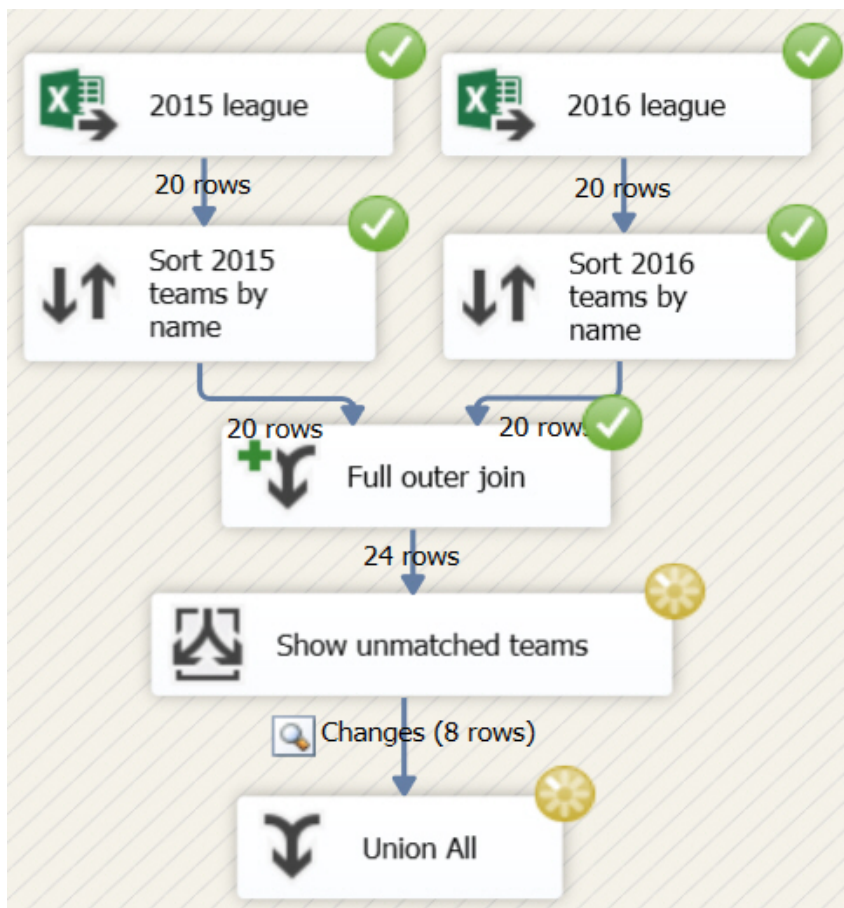 2015 league
2016 league
20 rows
20 rows
Sort 2015
teams by
name
Sort 2016
teams by
name
20 rows
20 rows
Full outer join
24 rows
Show unmatched teams
Changes (8 rows)
Union All